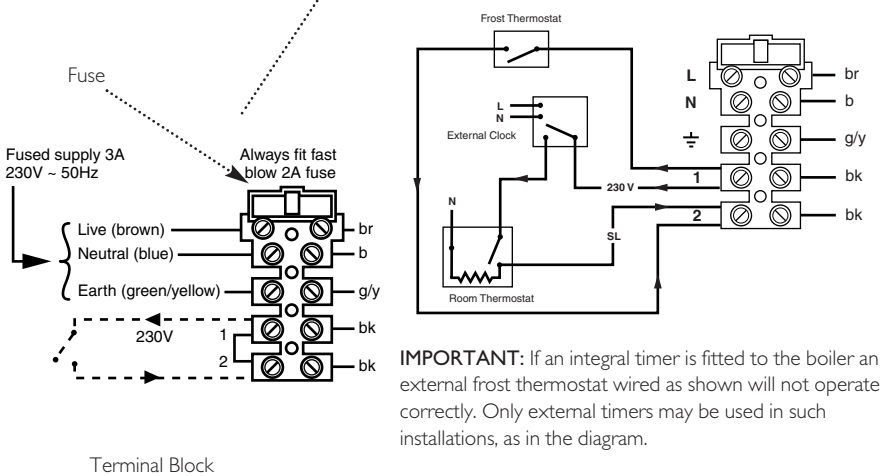 Fuse
Fused supply 3A
230V ~ 50Hz
Always fit fast
blow 2A fuse
Live (brown)
br
Neutral (blue)
b
Earth (green/yellow)
g/y
230V
1
bk
2
bk
Terminal Block
Frost Thermostat
L
N
External Clock
230 V
N
SL
Room Thermostat
L
br
N
b
g/y
1
bk
2
bk
IMPORTANT: If an integral timer is fitted to the boiler an
external frost thermostat wired as shown will not operate
correctly. Only external timers may be used in such
installations, as in the diagram.